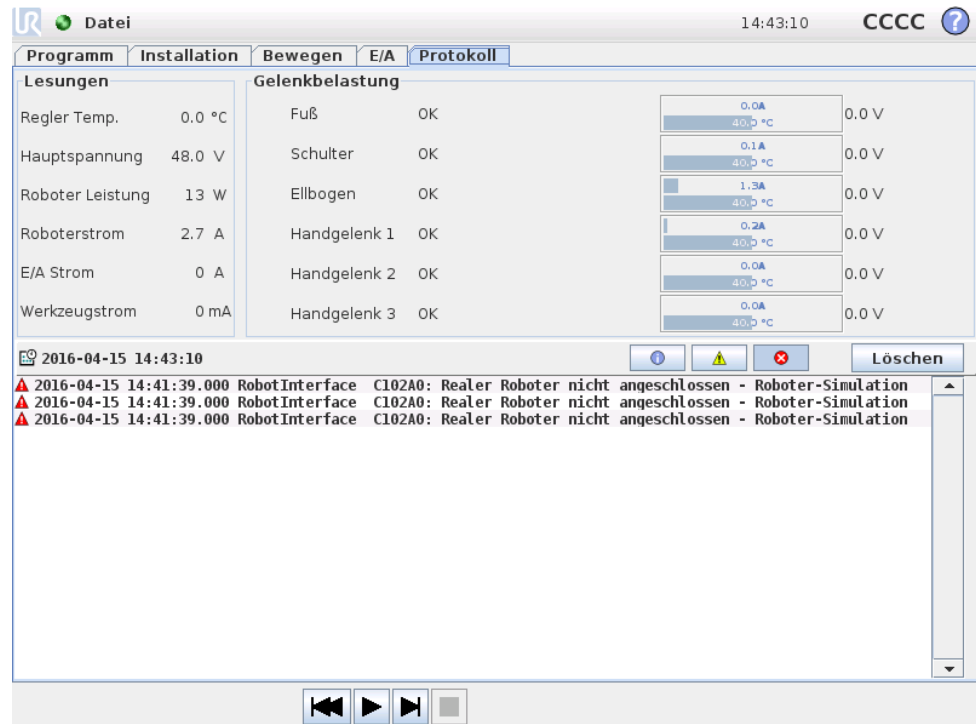 UR Datei 14:43:10 CCCC ?
Programm Installation Bewegen E/A Protokoll
Lesungen
Regler Temp. 0.0 °C
Hauptspannung 48.0 V
Roboter Leistung 13 W
Roboterstrom 2.7 A
E/A Strom 0 A
Werkzeugstrom 0 mA
Gelenkbelastung
Fuß OK 0.0A 40.0 °C 0.0 V
Schulter OK 0.1A 40.0 °C 0.0 V
Ellbogen OK 1.3A 40.0 °C 0.0 V
Handgelenk 1 OK 0.2A 40.0 °C 0.0 V
Handgelenk 2 OK 0.0A 40.0 °C 0.0 V
Handgelenk 3 OK 0.0A 40.0 °C 0.0 V
2016-04-15 14:43:10 Löschen
2016-04-15 14:41:39.000 RobotInterface C102A0: Realer Roboter nicht angeschlossen - Roboter-Simulation
2016-04-15 14:41:39.000 RobotInterface C102A0: Realer Roboter nicht angeschlossen - Roboter-Simulation
2016-04-15 14:41:39.000 RobotInterface C102A0: Realer Roboter nicht angeschlossen - Roboter-Simulation